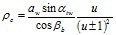 ρ_c = (a_w sin α_tw / cos β_b) · u / (u ± 1)²